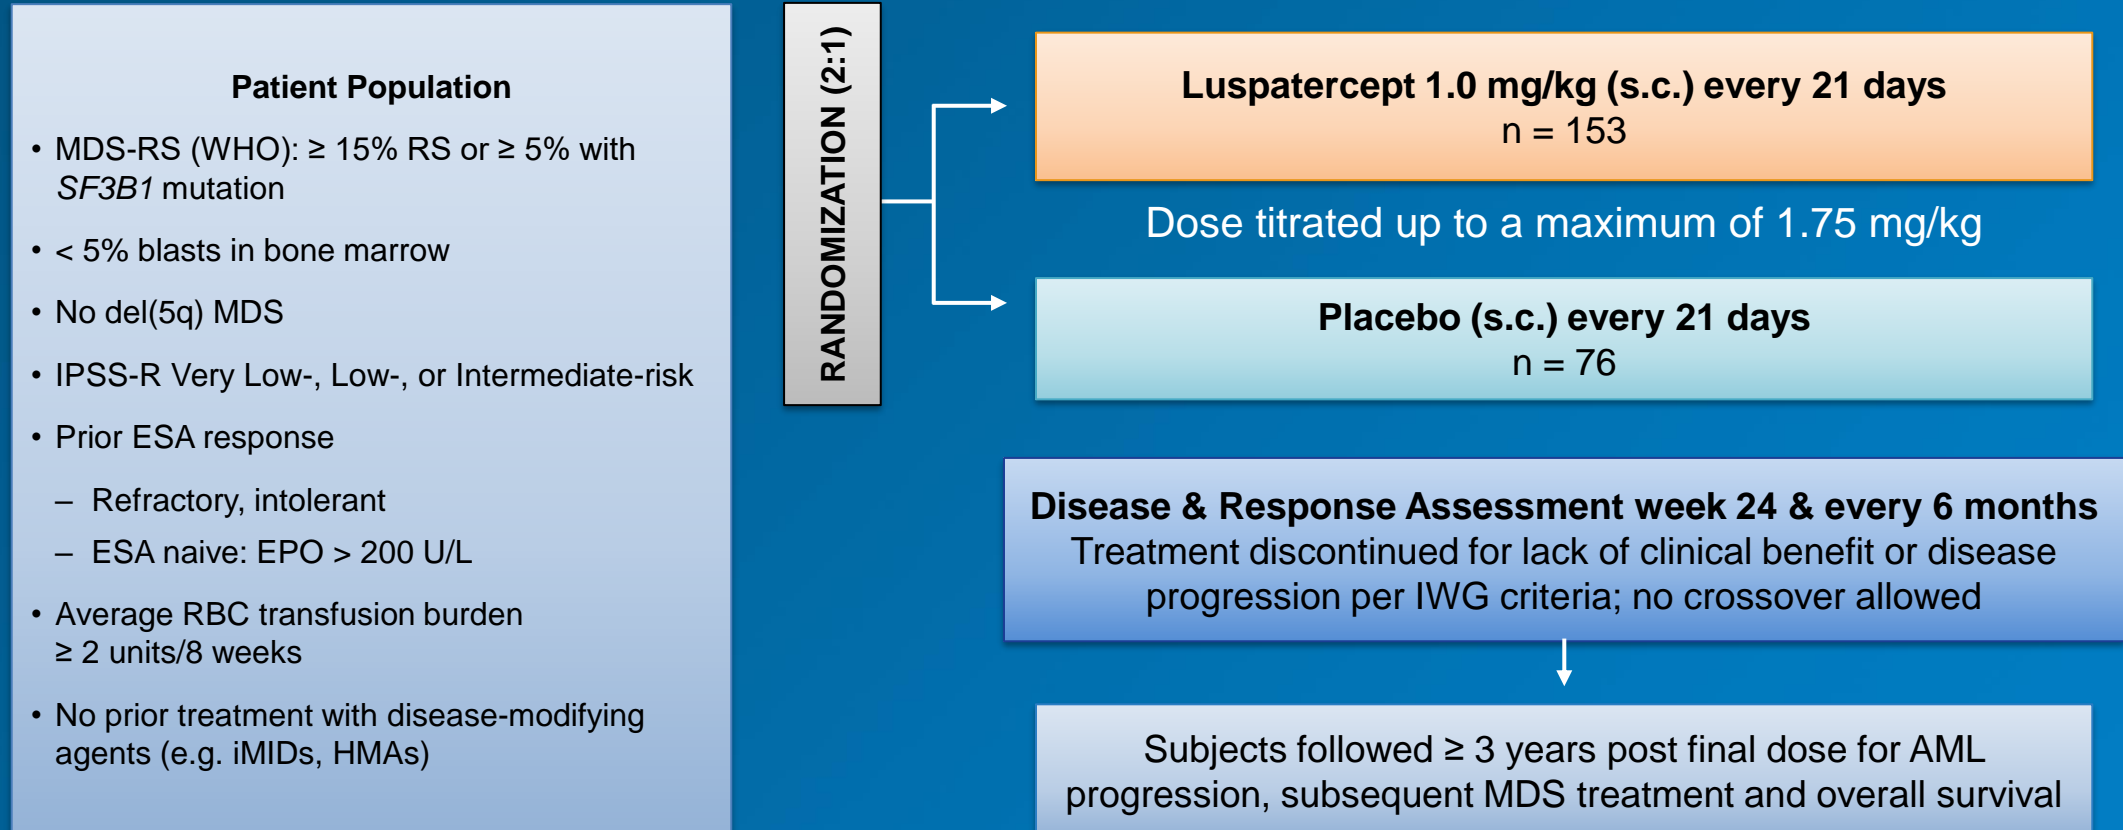 Patient Population
• MDS-RS (WHO): ≥ 15% RS or ≥ 5% with
SF3B1 mutation
• < 5% blasts in bone marrow
• No del(5q) MDS
• IPSS-R Very Low-, Low-, or Intermediate-risk
• Prior ESA response
– Refractory, intolerant
– ESA naive: EPO > 200 U/L
• Average RBC transfusion burden
≥ 2 units/8 weeks
• No prior treatment with disease-modifying
agents (e.g. iMIDs, HMAs)
RANDOMIZATION (2:1)
Luspatercept 1.0 mg/kg (s.c.) every 21 days
n = 153
Dose titrated up to a maximum of 1.75 mg/kg
Placebo (s.c.) every 21 days
n = 76
Disease & Response Assessment week 24 & every 6 months
Treatment discontinued for lack of clinical benefit or disease
progression per IWG criteria; no crossover allowed
Subjects followed ≥ 3 years post final dose for AML
progression, subsequent MDS treatment and overall survival